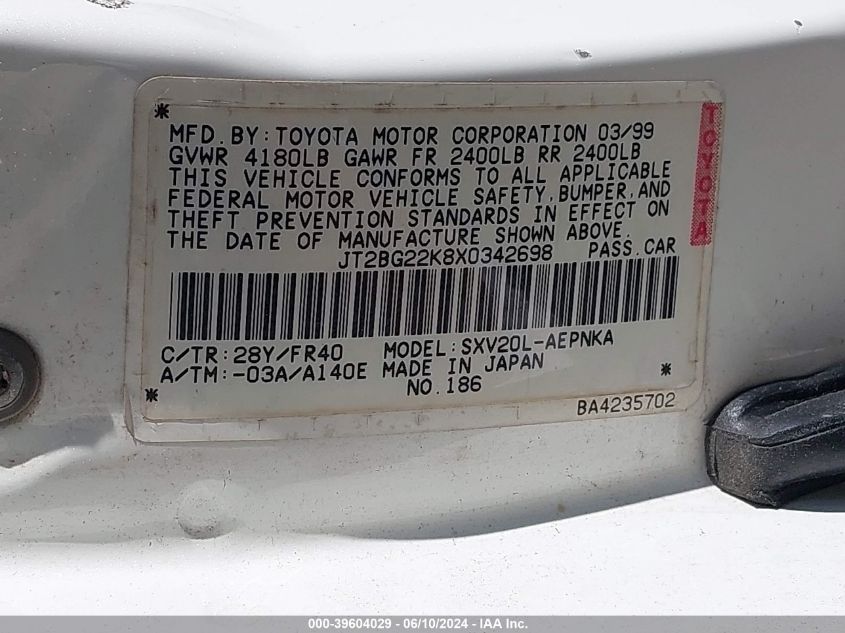 MFD. BY: TOYOTA MOTOR CORPORATION 03/99
GVWR 4180LB GAWR FR 2400LB RR 2400LB
THIS VEHICLE CONFORMS TO ALL APPLICABLE
FEDERAL MOTOR VEHICLE SAFETY, BUMPER, AND
THEFT PREVENTION STANDARDS IN EFFECT ON
THE DATE OF MANUFACTURE SHOWN ABOVE.
JT2BG22K8X0342698 PASS. CAR
TOYOTA
C/TR: 28Y/FR40 MODEL: SXV20L-AEPNKA
A/TM: -03A/A140E MADE IN JAPAN
NO. 186
BA4235702
000-39604029 - 06/10/2024 - IAA Inc.